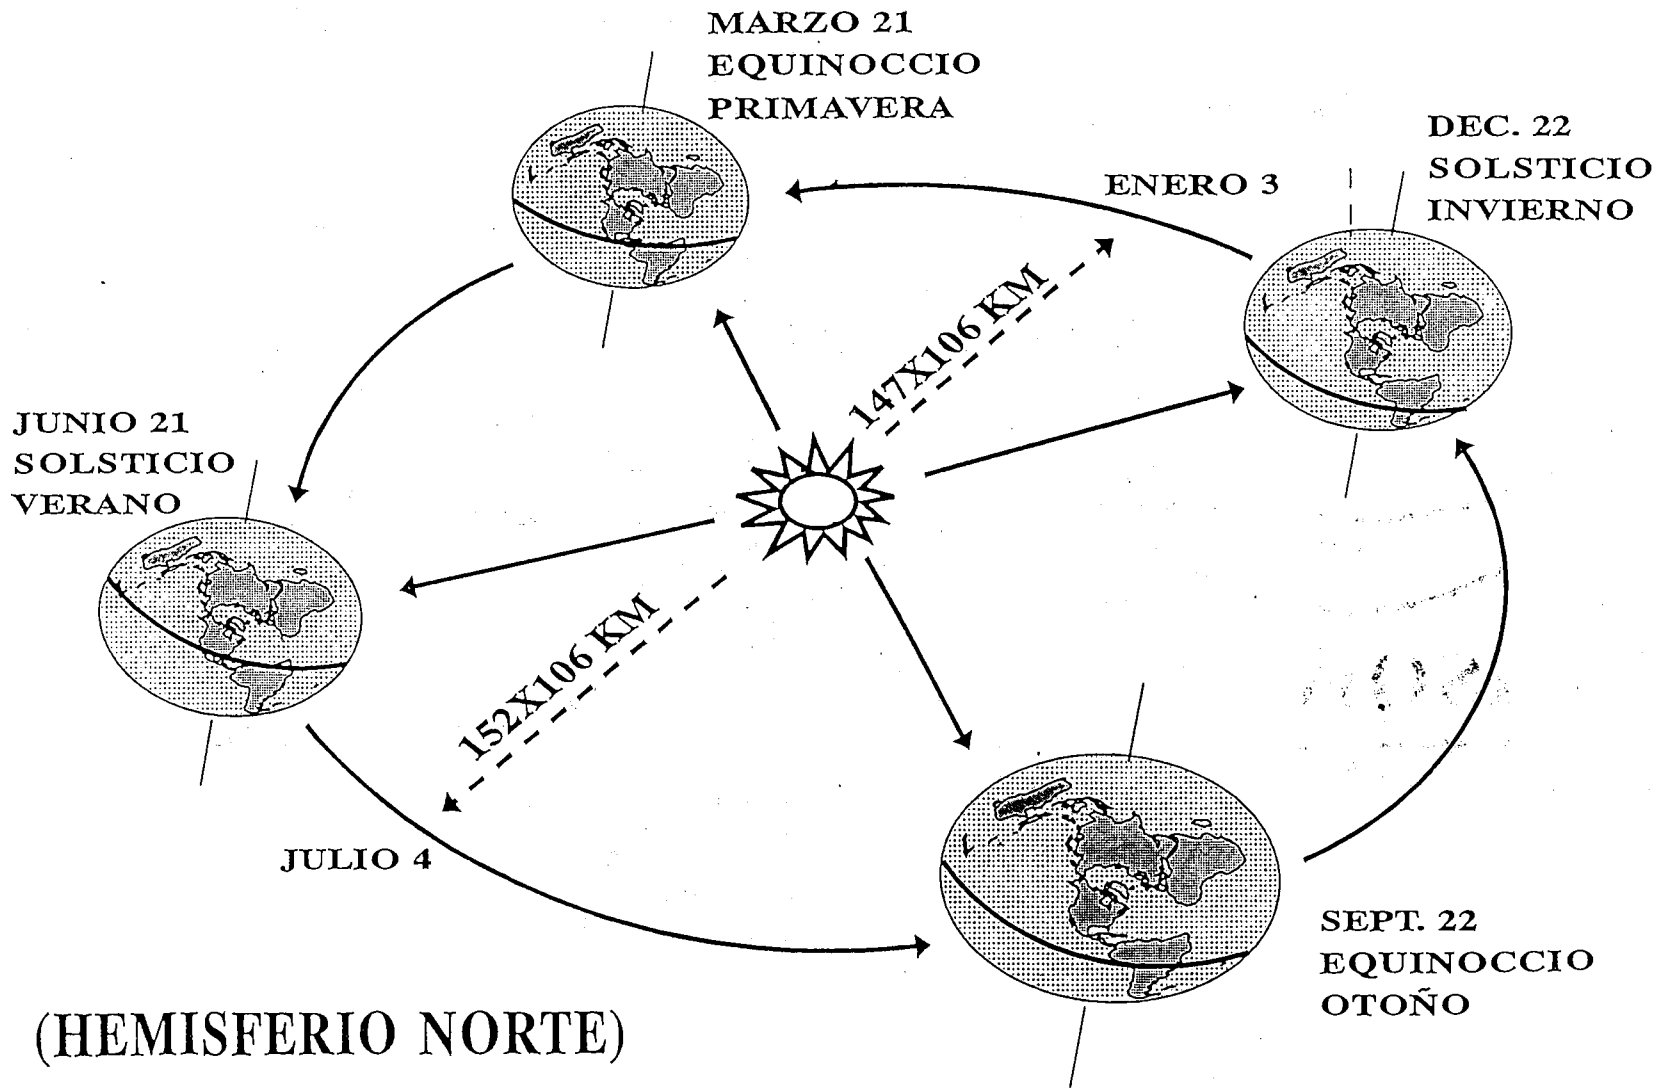 MARZO 21
EQUINOCCIO
PRIMAVERA
DEC. 22
SOLSTICIO
INVIERNO
ENERO 3
147X106 KM
JUNIO 21
SOLSTICIO
VERANO
152X106 KM
JULIO 4
SEPT. 22
EQUINOCCIO
OTOÑO
(HEMISFERIO NORTE)